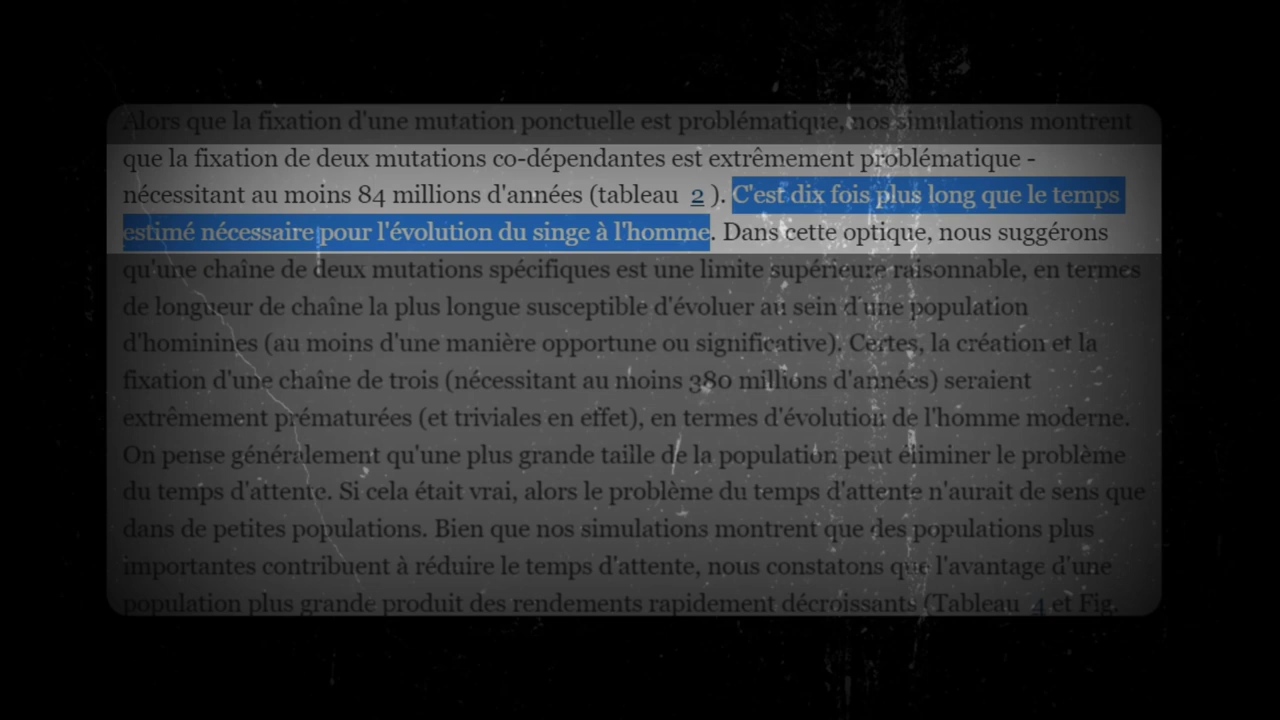 Alors que la fixation d'une mutation ponctuelle est problématique, nos simulations montrent
que la fixation de deux mutations co-dépendantes est extrêmement problématique -
nécessitant au moins 84 millions d'années (tableau 2 ). C'est dix fois plus long que le temps
estimé nécessaire pour l'évolution du singe à l'homme. Dans cette optique, nous suggérons
qu'une chaîne de deux mutations spécifiques est une limite supérieure raisonnable, en termes
de longueur de chaîne la plus longue susceptible d'évoluer au sein d'une population
d'hominines (au moins d'une manière opportune ou significative). Certes, la création et la
fixation d'une chaîne de trois (nécessitant au moins 380 millions d'années) seraient
extrêmement prématurées (et triviales en effet), en termes d'évolution de l'homme moderne.
On pense généralement qu'une plus grande taille de la population peut éliminer le problème
du temps d'attente. Si cela était vrai, alors le problème du temps d'attente n'aurait de sens que
dans de petites populations. Bien que nos simulations montrent que des populations plus
importantes contribuent à réduire le temps d'attente, nous constatons que l'avantage d'une
population plus grande produit des rendements rapidement décroissants (Tableau 4 et Fig.